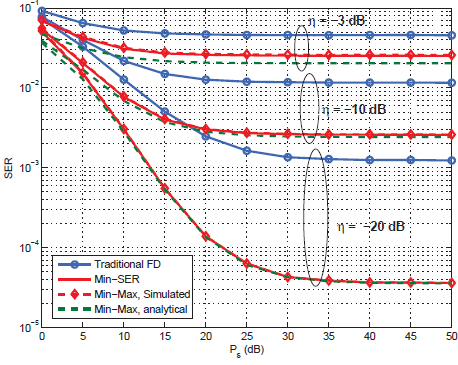 10⁻¹
10⁻²
10⁻³
10⁻⁴
10⁻⁵
SER
η = −3 dB
η = −10 dB
η = −20 dB
Traditional FD
Min−SER
Min−Max, Simulated
Min−Max, analytical
0 5 10 15 20 25 30 35 40 45 50
Pₛ (dB)